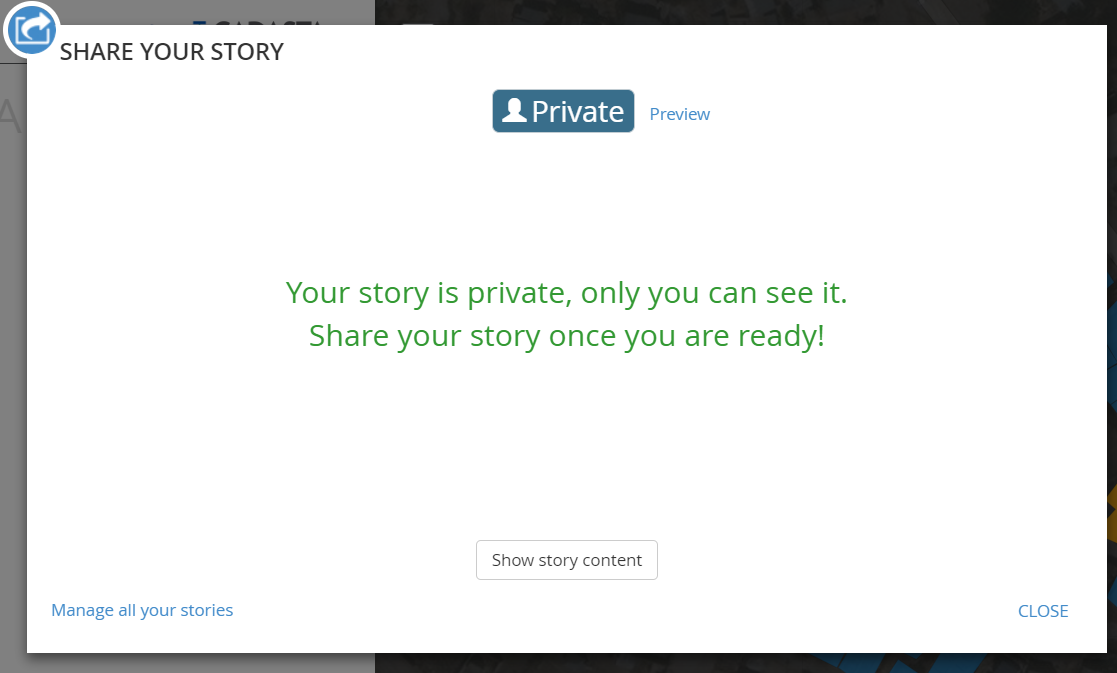 SHARE YOUR STORY
Private
Preview
Your story is private, only you can see it.
Share your story once you are ready!
Show story content
Manage all your stories
CLOSE